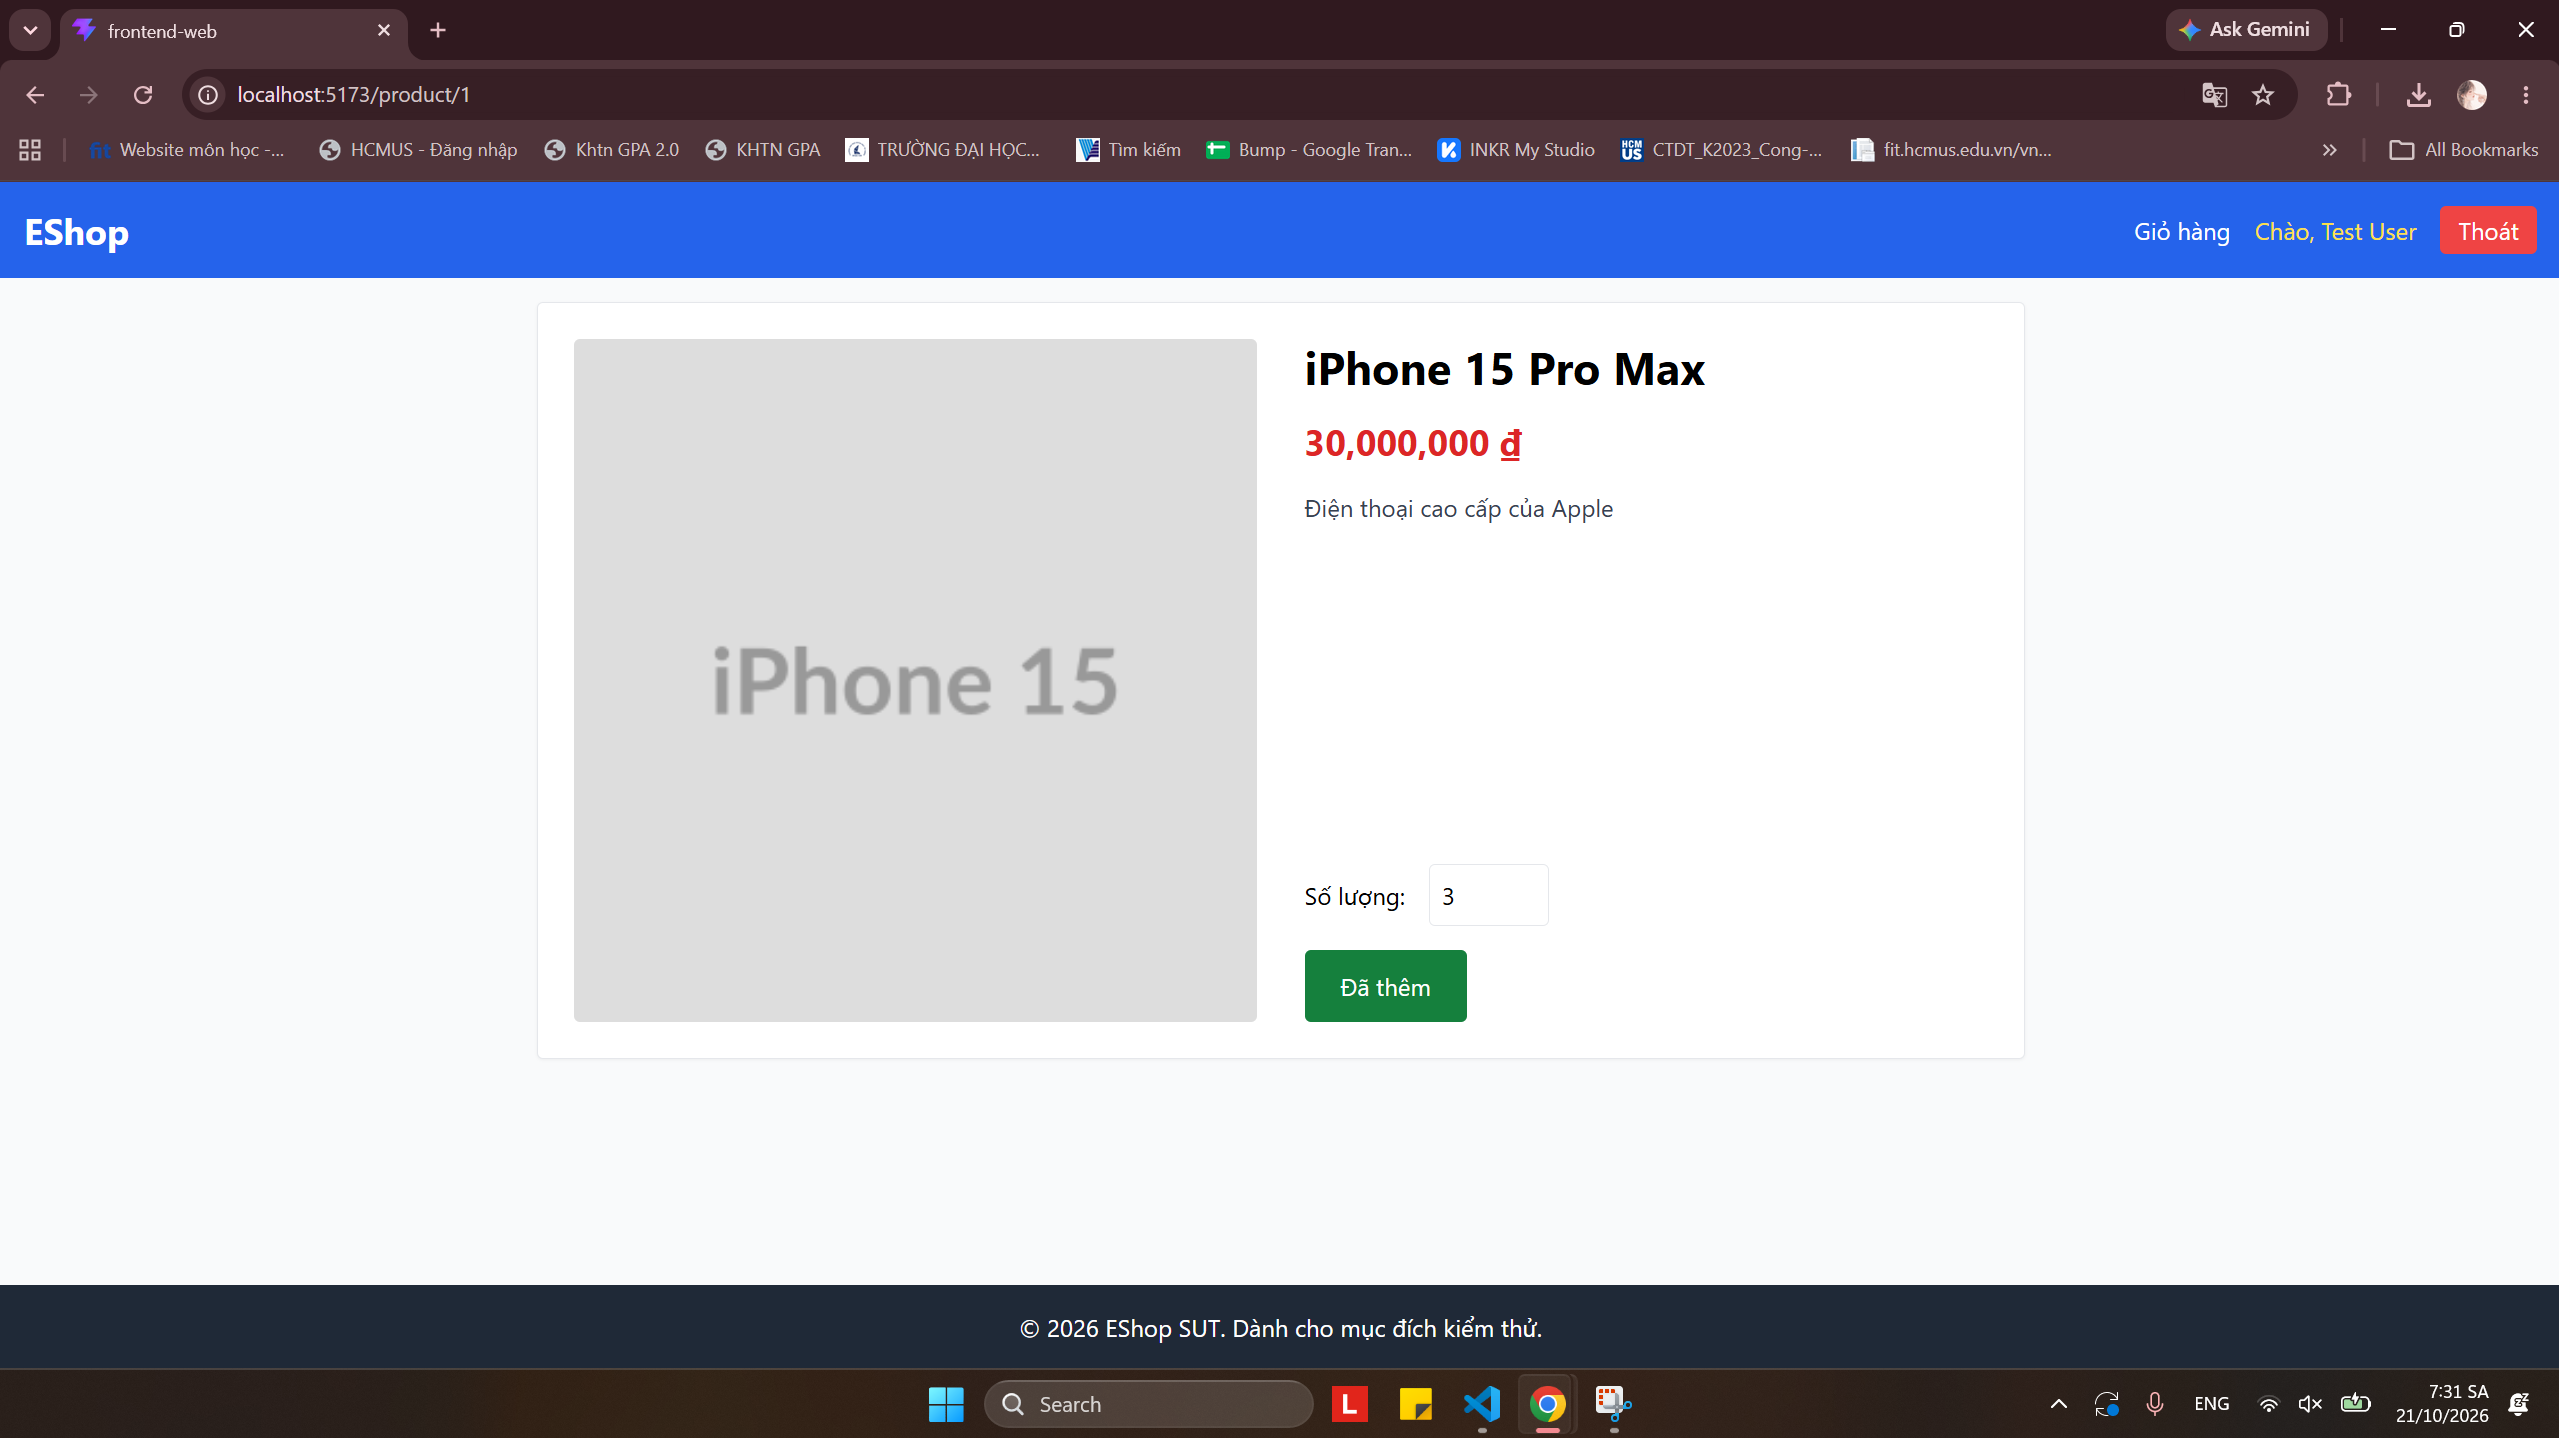 frontend-web
Ask Gemini
localhost:5173/product/1
fit Website môn học -...
HCMUS - Đăng nhập
Khtn GPA 2.0
KHTN GPA
TRƯỜNG ĐẠI HỌC...
Tìm kiếm
Bump - Google Tran...
INKR My Studio
HCM US CTDT_K2023_Cong-...
fit.hcmus.edu.vn/vn...
All Bookmarks
EShop
Giỏ hàng
Chào, Test User
Thoát
iPhone 15
iPhone 15 Pro Max
30,000,000 ₫
Điện thoại cao cấp của Apple
Số lượng: 3
Đã thêm
© 2026 EShop SUT. Dành cho mục đích kiểm thử.
Search
L
ENG
7:31 SA
21/10/2026